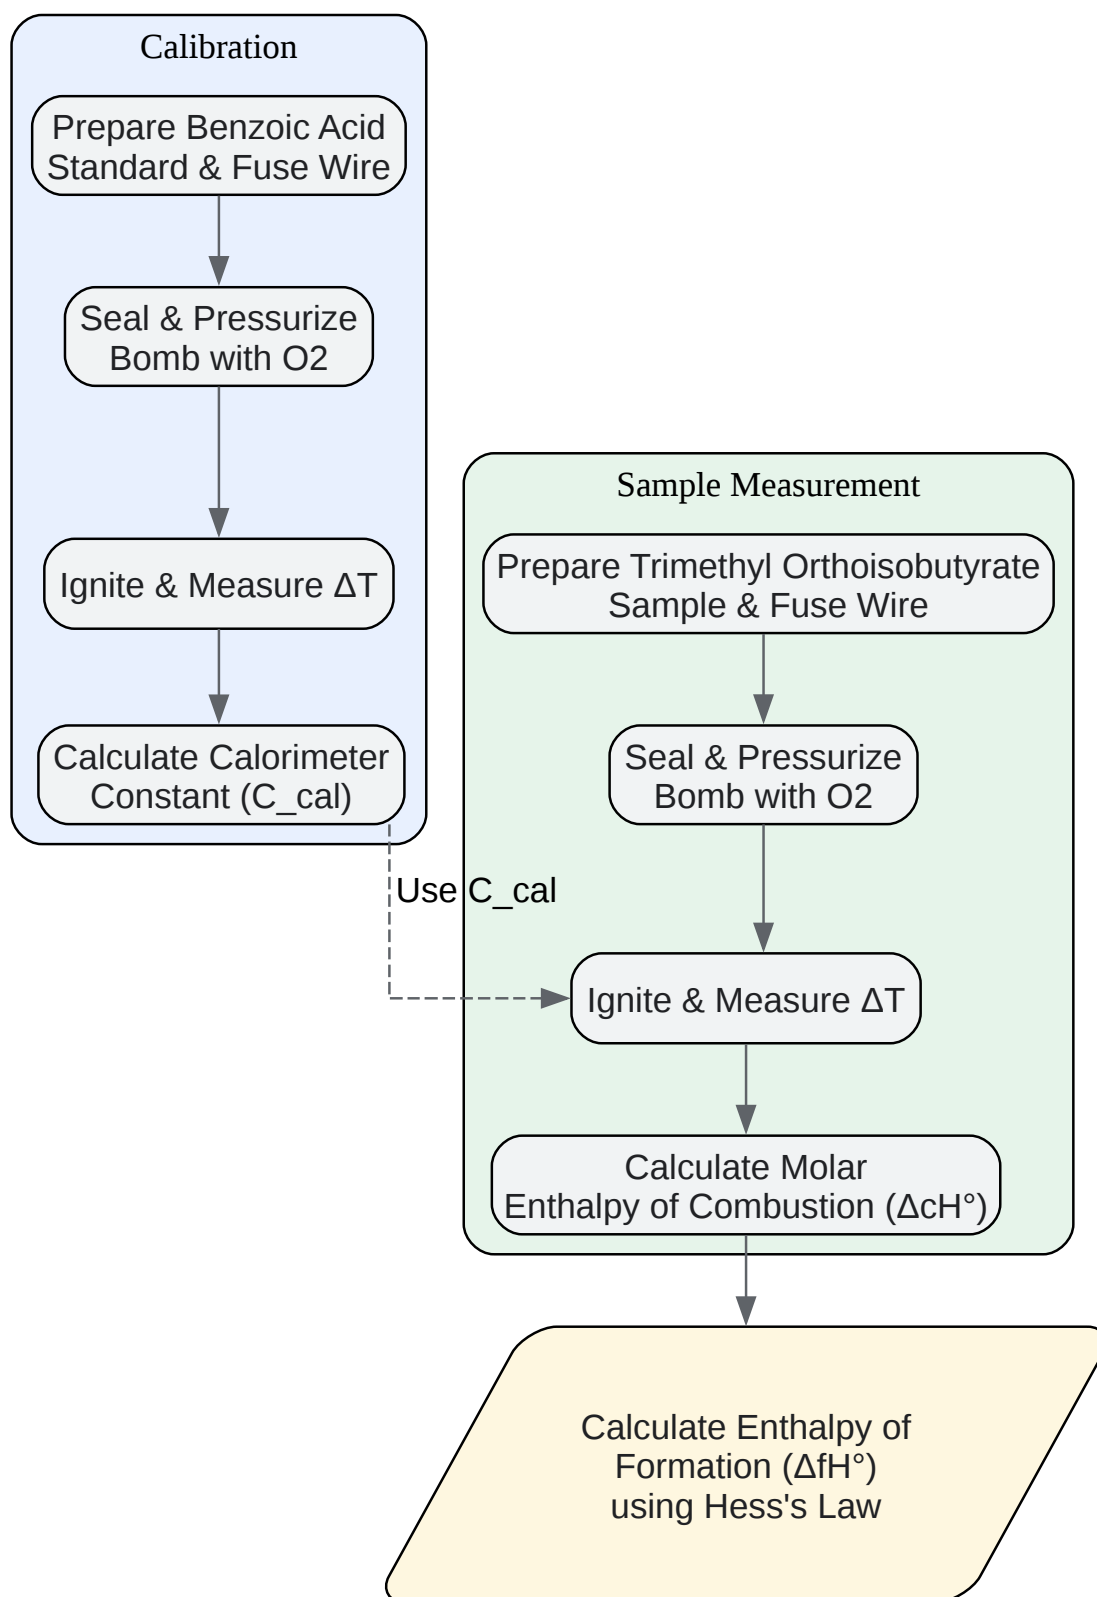 Calibration
Prepare Benzoic Acid
Standard & Fuse Wire
Seal & Pressurize
Bomb with O2
Ignite & Measure ΔT
Calculate Calorimeter
Constant (C_cal)
Use C_cal
Sample Measurement
Prepare Trimethyl Orthoisobutyrate
Sample & Fuse Wire
Seal & Pressurize
Bomb with O2
Ignite & Measure ΔT
Calculate Molar
Enthalpy of Combustion (ΔcH°)
Calculate Enthalpy of
Formation (ΔfH°)
using Hess's Law